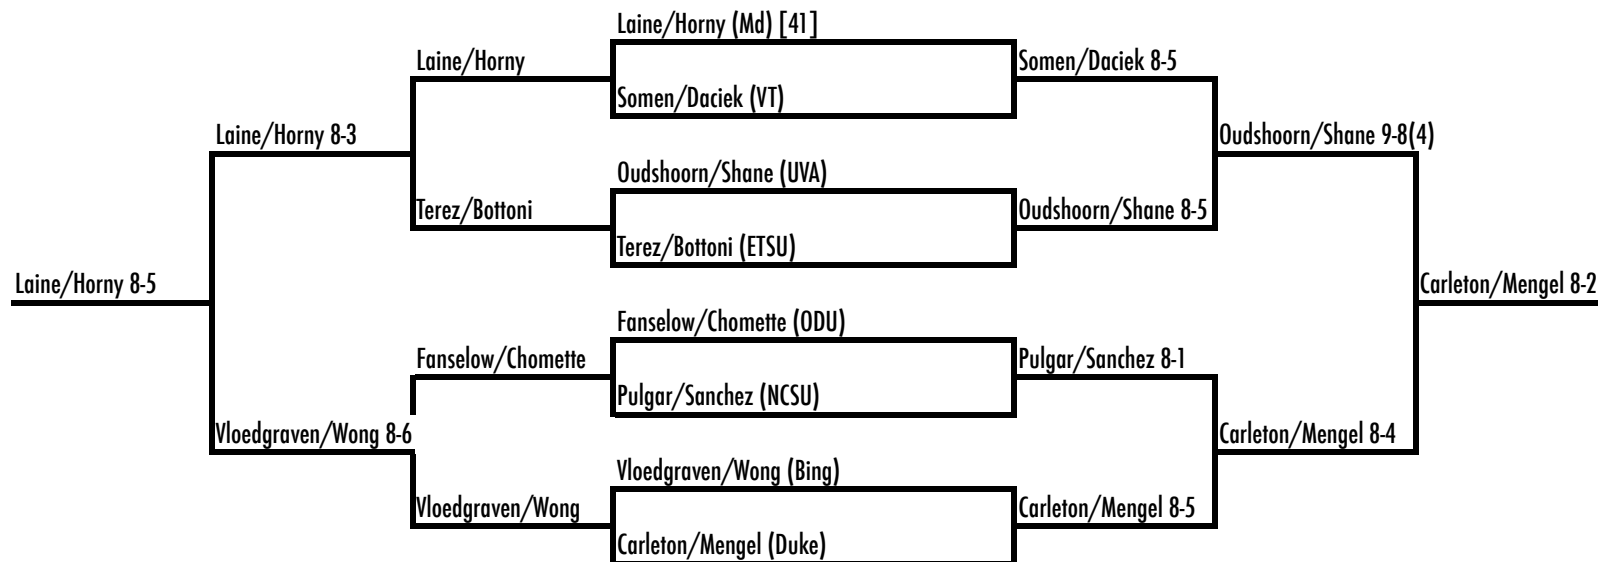 Laine/Horny (Md) [41]
Laine/Horny
Somen/Daciek 8-5
Somen/Daciek (VT)
Laine/Horny 8-3
Oudshoorn/Shane 9-8(4)
Oudshoorn/Shane (UVA)
Terez/Bottoni
Oudshoorn/Shane 8-5
Terez/Bottoni (ETSU)
Laine/Horny 8-5
Carleton/Mengel 8-2
Fanselow/Chomette (ODU)
Fanselow/Chomette
Pulgar/Sanchez 8-1
Pulgar/Sanchez (NCSU)
Vloedgraven/Wong 8-6
Carleton/Mengel 8-4
Vloedgraven/Wong (Bing)
Vloedgraven/Wong
Carleton/Mengel 8-5
Carleton/Mengel (Duke)